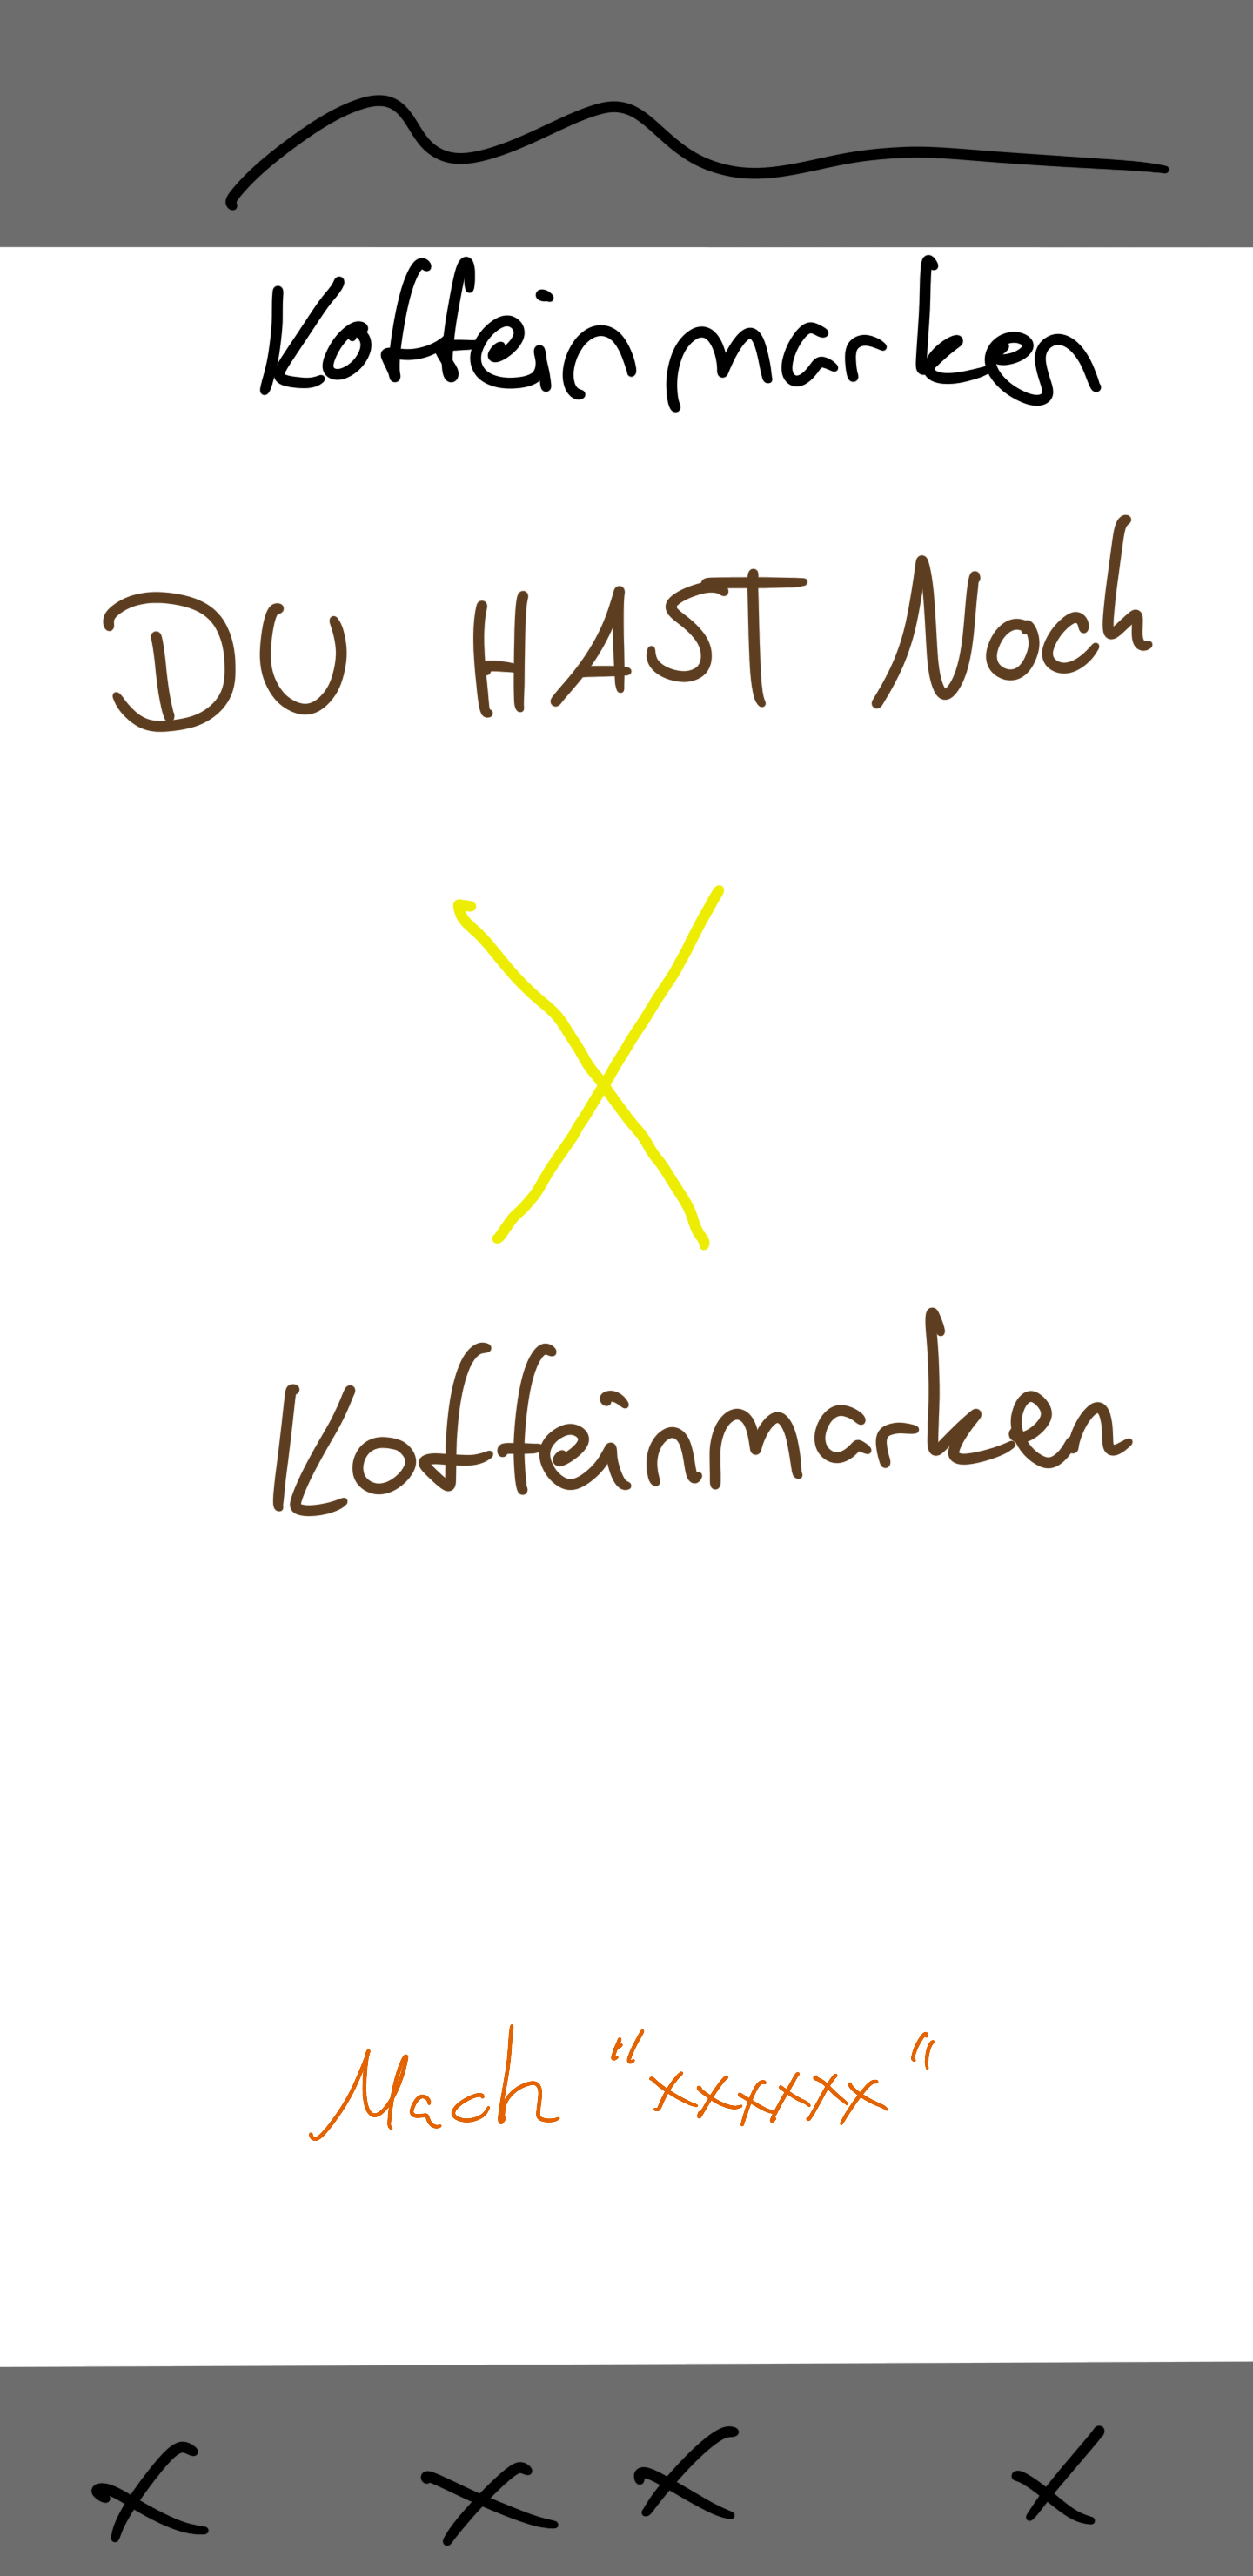 Koffeinmarken
DU HAST Noch
X
Koffeinmarken
Mach "xxxxxx"
x x x x